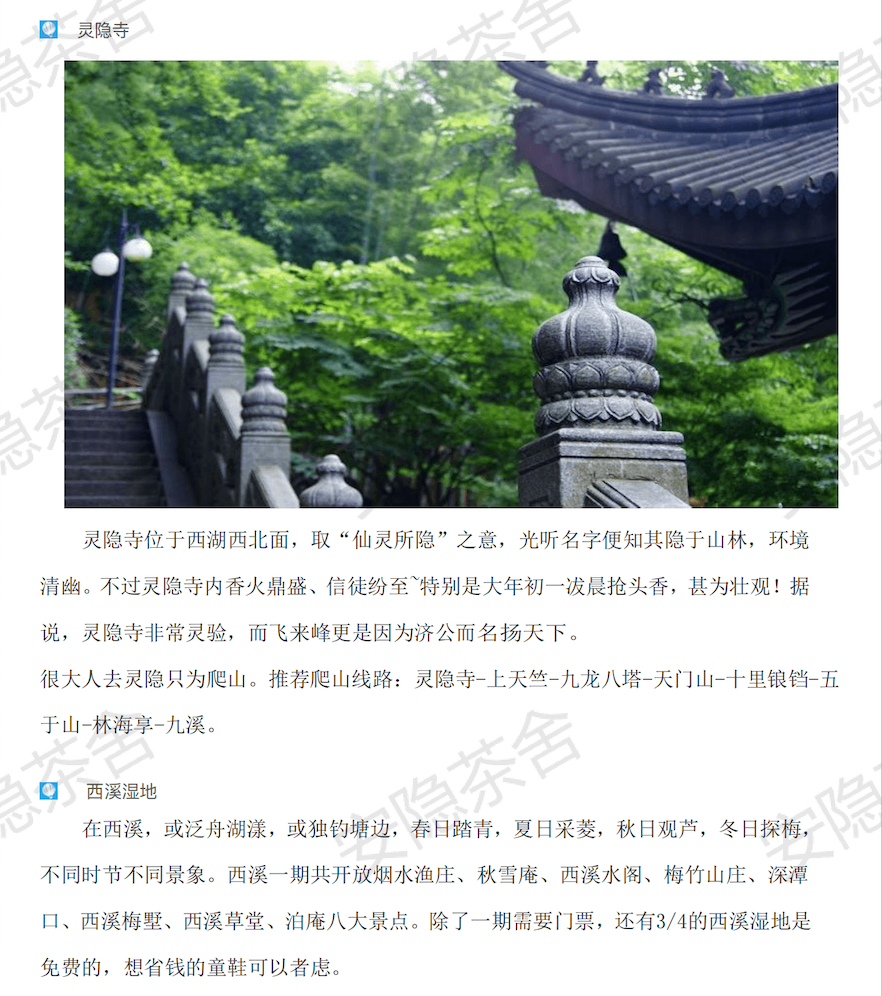 灵隐寺
灵隐寺位于西湖西北面，取“仙灵所隐”之意，光听名字便知其隐于山林，环境
清幽。不过灵隐寺内香火鼎盛、信徒纷至~特别是大年初一泼晨抢头香，甚为壮观！据
说，灵隐寺非常灵验，而飞来峰更是因为济公而名扬天下。
很大人去灵隐只为爬山。推荐爬山线路：灵隐寺-上天竺-九龙八塔-天门山-十里锒铛-五
于山-林海享-九溪。
西溪湿地
在西溪，或泛舟湖漾，或独钓塘边，春日踏青，夏日采菱，秋日观芦，冬日探梅，
不同时节不同景象。西溪一期共开放烟水渔庄、秋雪庵、西溪水阁、梅竹山庄、深潭
口、西溪梅墅、西溪草堂、泊庵八大景点。除了一期需要门票，还有3/4的西溪湿地是
免费的，想省钱的童鞋可以者虑。
安隐茶舍